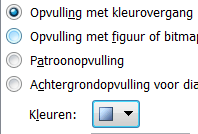 Opvulling met kleurovergang
Opvulling met figuur of bitmap
Patroonopvulling
Achtergrondopvulling voor dia
Kleuren: